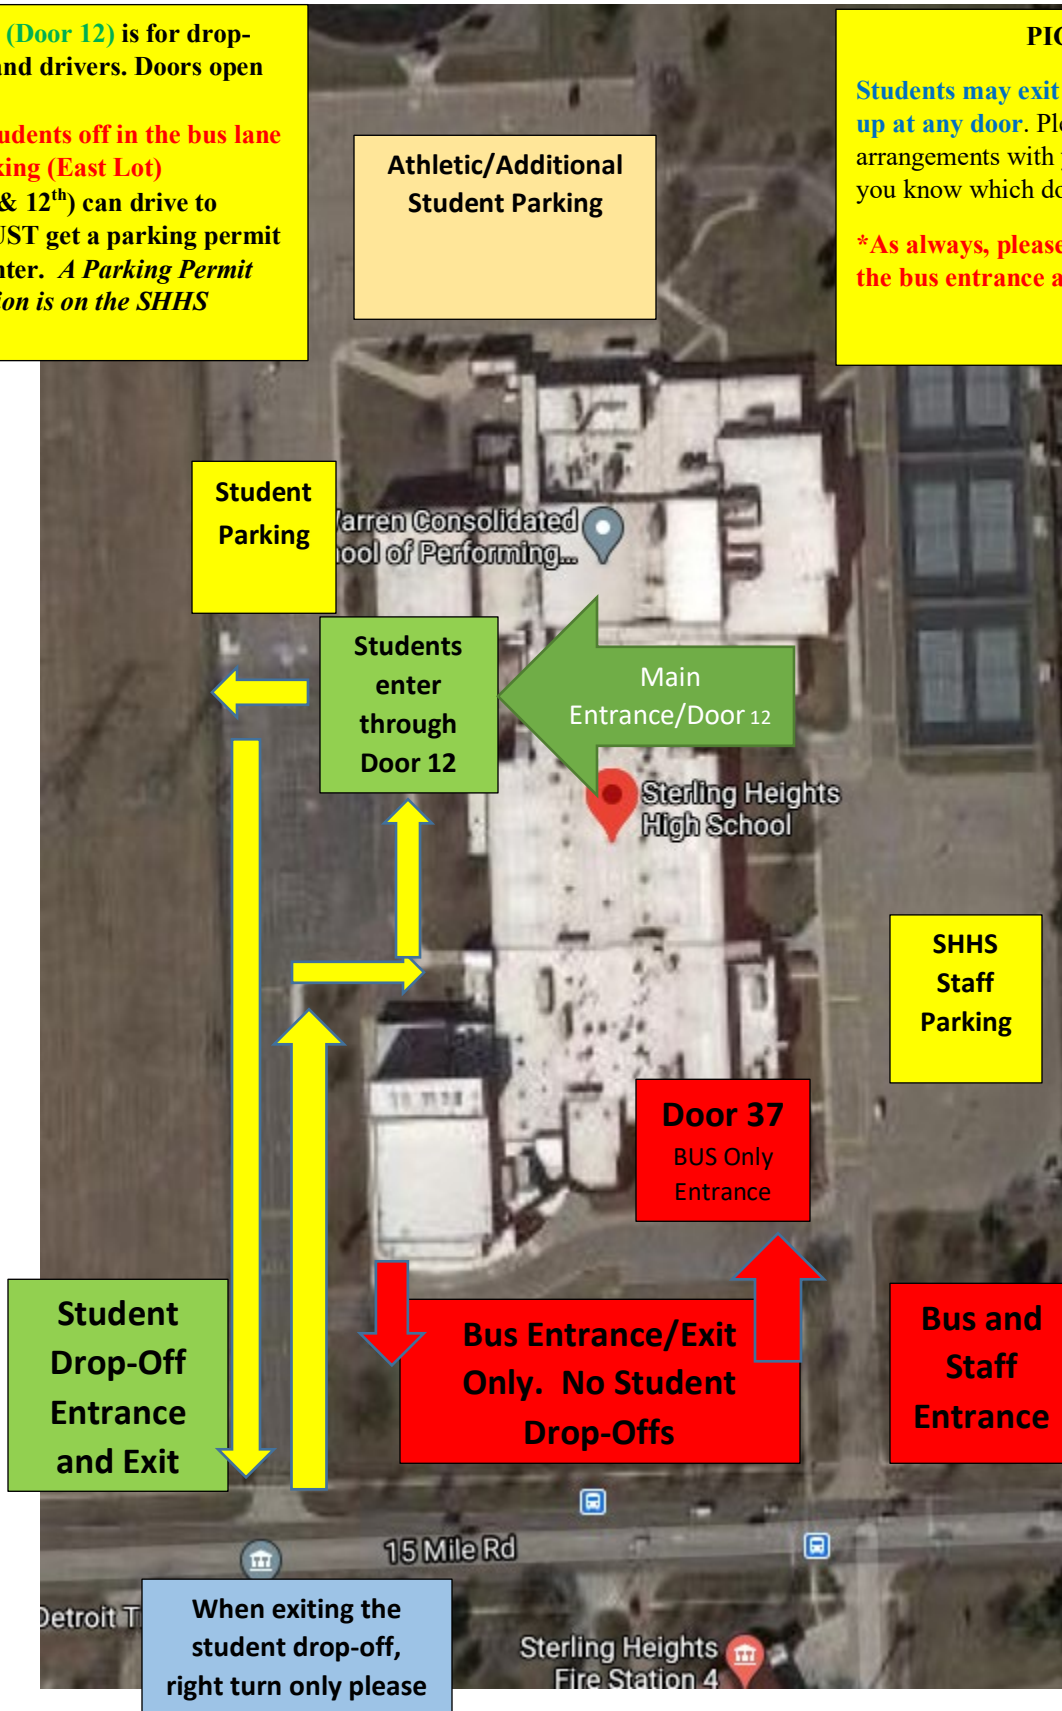 (Door 12) is for drop-
and drivers. Doors open
udents off in the bus lane
king (East Lot)
& 12th) can drive to
UST get a parking permit
nter. A Parking Permit
ion is on the SHHS
PIC
Students may exit
up at any door. Ple
arrangements with
you know which do
*As always, please
the bus entrance a
Athletic/Additional
Student Parking
Student
Parking
Warren Consolidated
ool of Performing...
Students
enter
through
Door 12
Main
Entrance/Door 12
Sterling Heights
High School
SHHS
Staff
Parking
Door 37
BUS Only
Entrance
Student
Drop-Off
Entrance
and Exit
Bus Entrance/Exit
Only. No Student
Drop-Offs
Bus and
Staff
Entrance
15 Mile Rd
Detroit T
When exiting the
student drop-off,
right turn only please
Sterling Heights
Fire Station 4